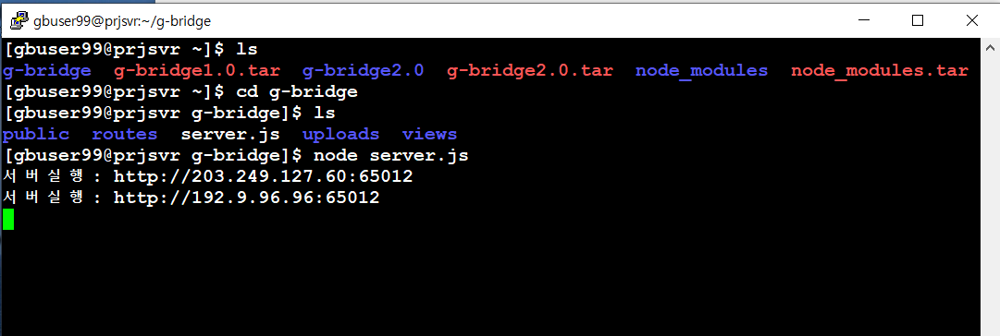 gbuser99@prjsvr:~/g-bridge
[gbuser99@prjsvr ~]$ ls
g-bridge g-bridge1.0.tar g-bridge2.0 g-bridge2.0.tar node_modules node_modules.tar
[gbuser99@prjsvr ~]$ cd g-bridge
[gbuser99@prjsvr g-bridge]$ ls
public routes server.js uploads views
[gbuser99@prjsvr g-bridge]$ node server.js
서버실행 : http://203.249.127.60:65012
서버실행 : http://192.9.96.96:65012